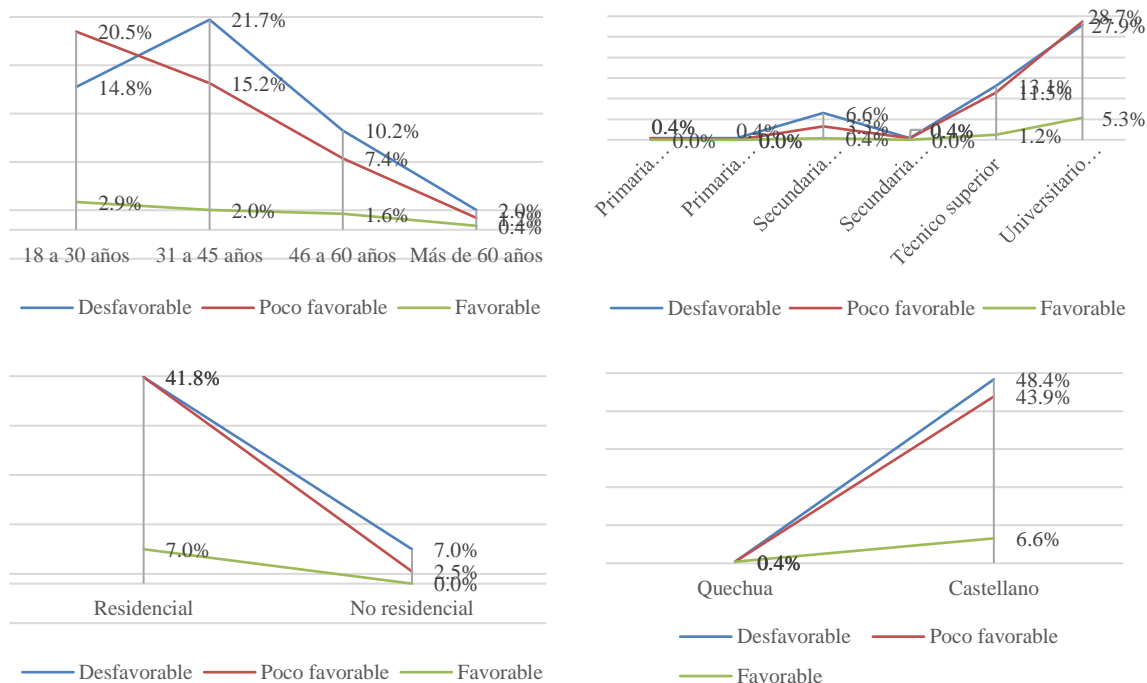 20.5%
21.7%
14.8%
15.2%
10.2%
7.4%
2.9%
2.0%
1.6%
2.0%
1.2%
0.4%
18 a 30 años
31 a 45 años
46 a 60 años
Más de 60 años
Desfavorable
Poco favorable
Favorable
28.7%
27.9%
13.1%
11.5%
6.6%
3.3%
0.4%
0.4%
0.4%
0.0%
0.0%
0.4%
0.0%
1.2%
5.3%
Primaria…
Primaria…
Secundaria…
Secundaria…
Técnico superior
Universitario…
Desfavorable
Poco favorable
Favorable
41.8%
7.0%
7.0%
2.5%
0.0%
Residencial
No residencial
Desfavorable
Poco favorable
Favorable
48.4%
43.9%
6.6%
0.4%
Quechua
Castellano
Desfavorable
Poco favorable
Favorable